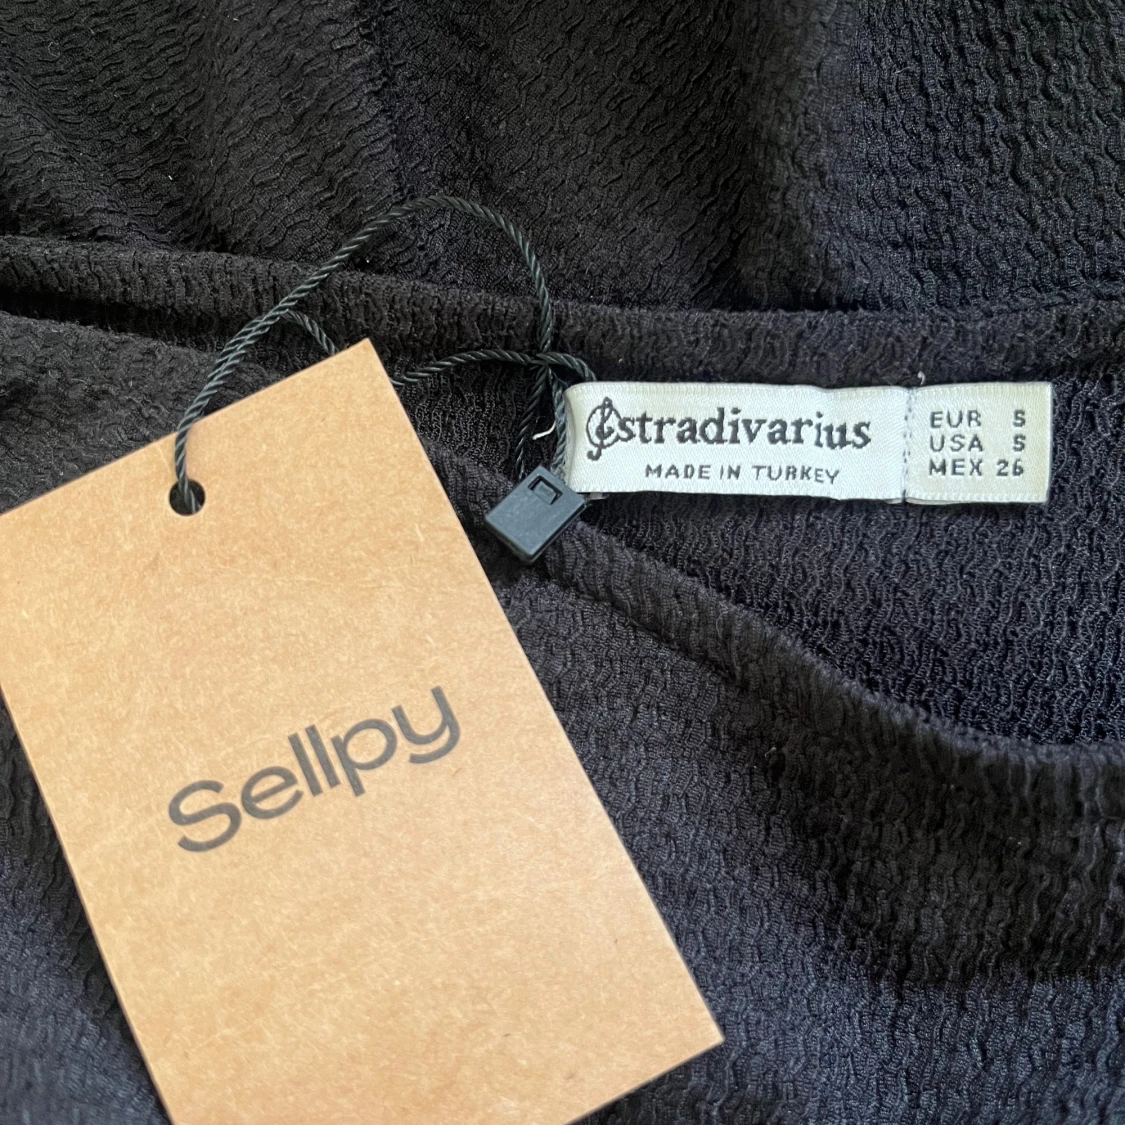 stradivarius
MADE IN TURKEY
EUR S
USA S
MEX 26
Sellpy